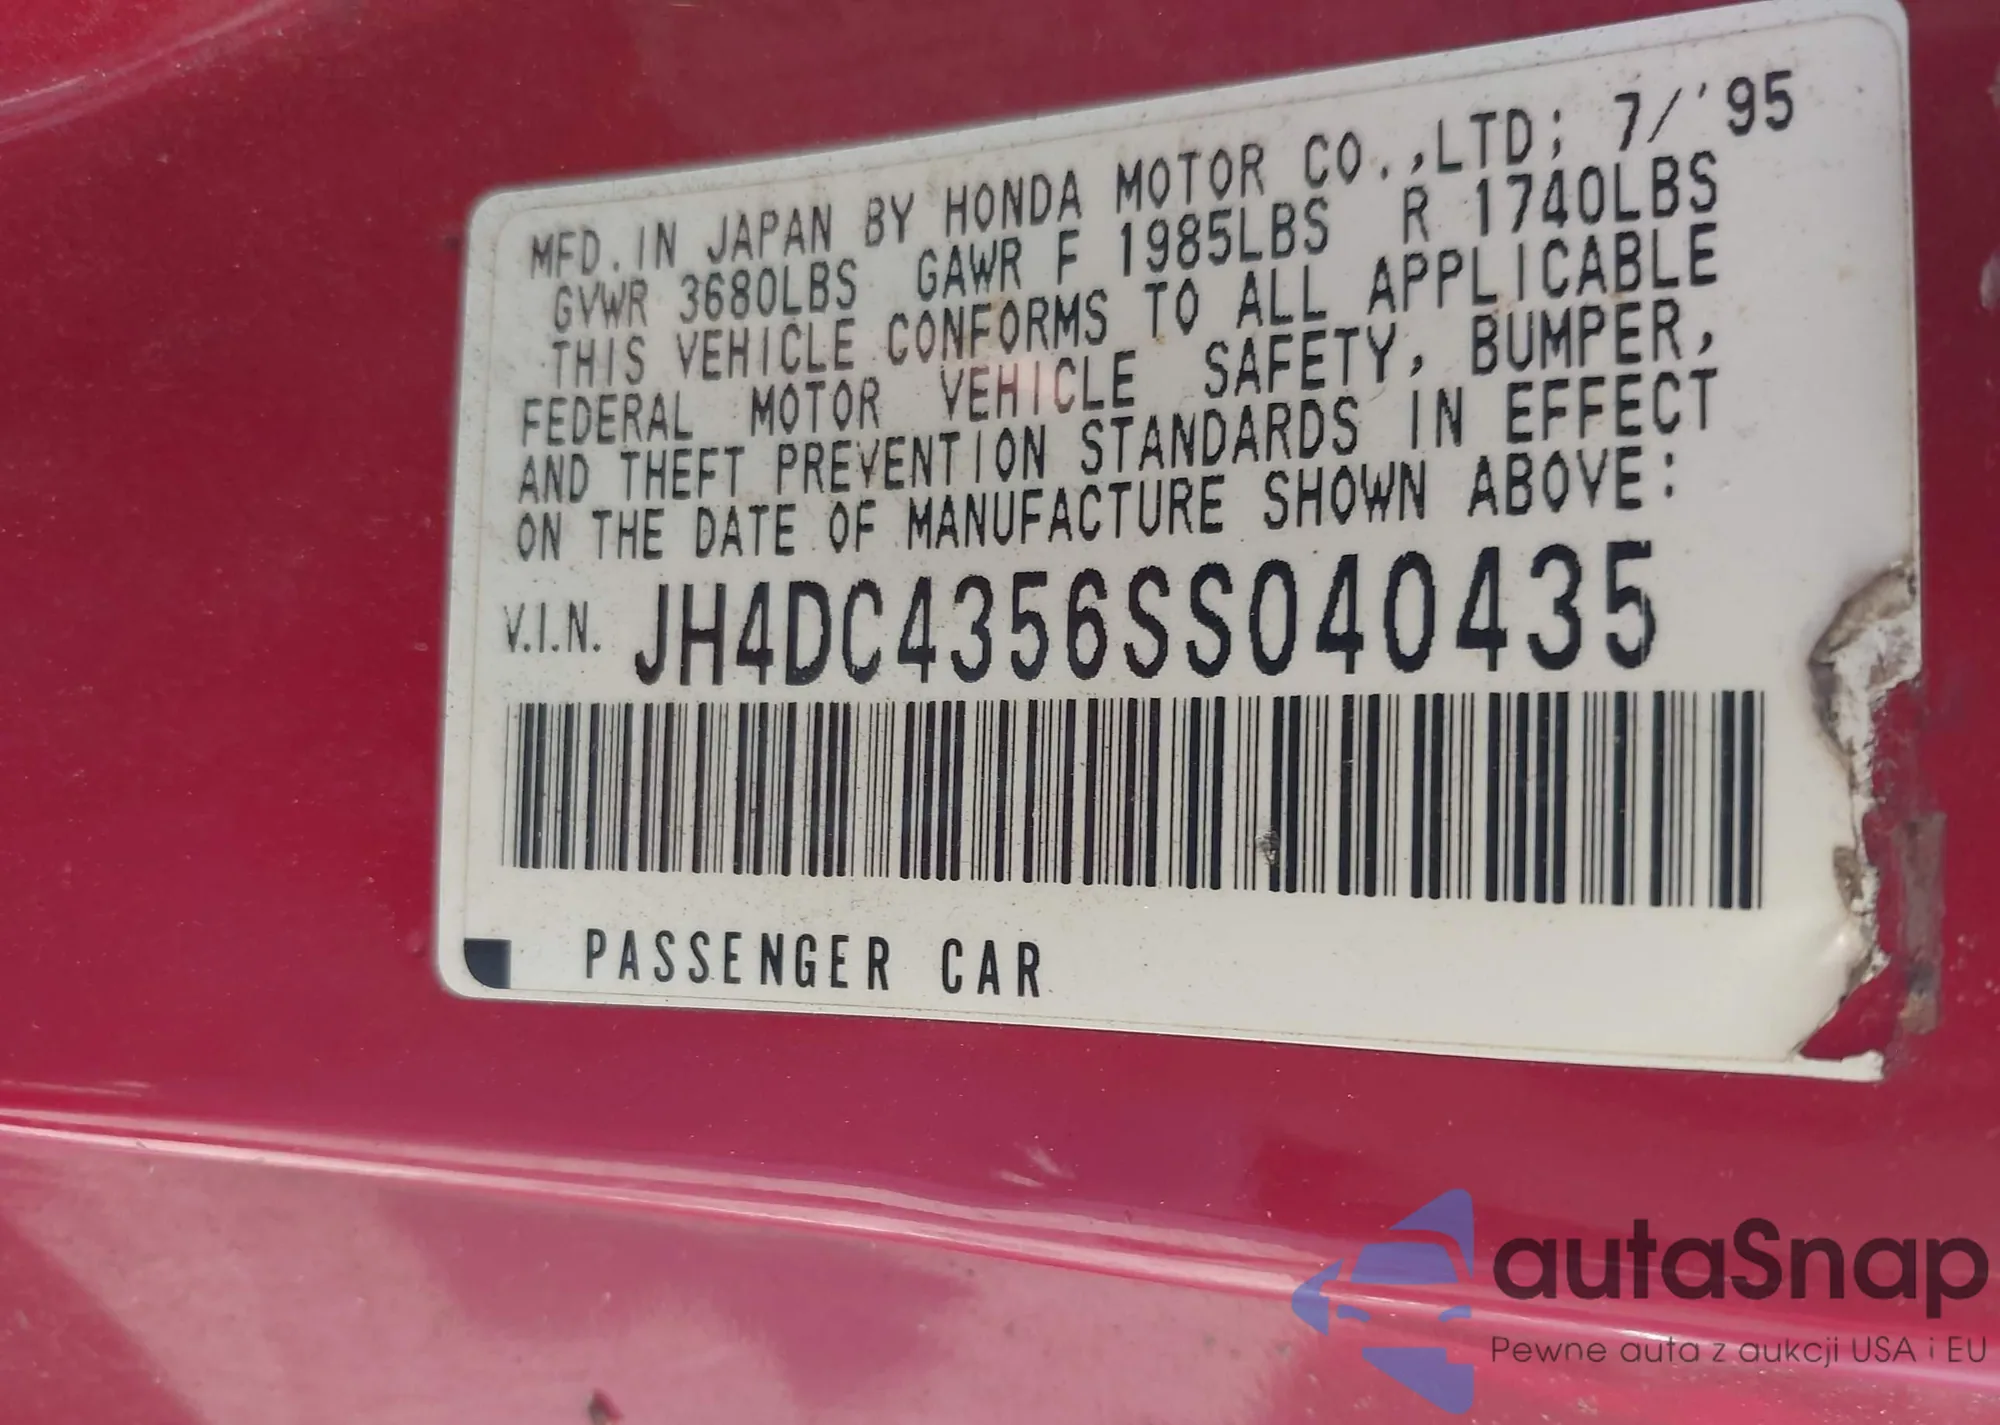 MFD. IN JAPAN BY HONDA MOTOR CO.,LTD; 7/'95
GVWR 3680LBS GAWR F 1985LBS R 1740LBS
THIS VEHICLE CONFORMS TO ALL APPLICABLE
FEDERAL MOTOR VEHICLE SAFETY, BUMPER,
AND THEFT PREVENTION STANDARDS IN EFFECT
ON THE DATE OF MANUFACTURE SHOWN ABOVE:
V.I.N. JH4DC4356SS040435
PASSENGER CAR
autaSnap
Pewne auta z aukcji USA i EU